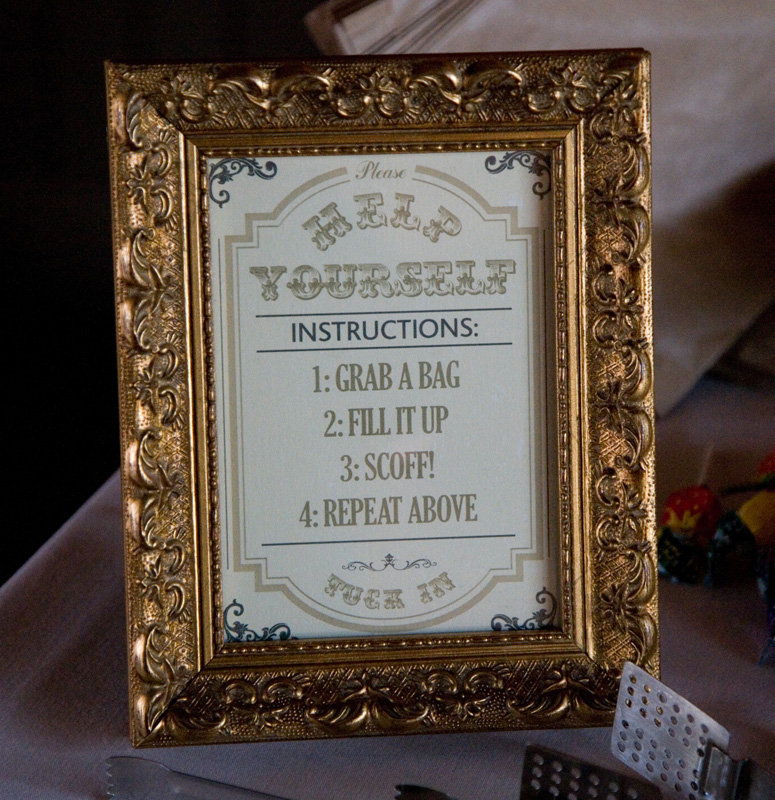 Please
HELP
YOURSELF
INSTRUCTIONS:
1: GRAB A BAG
2: FILL IT UP
3: SCOFF!
4: REPEAT ABOVE
TUCK IN